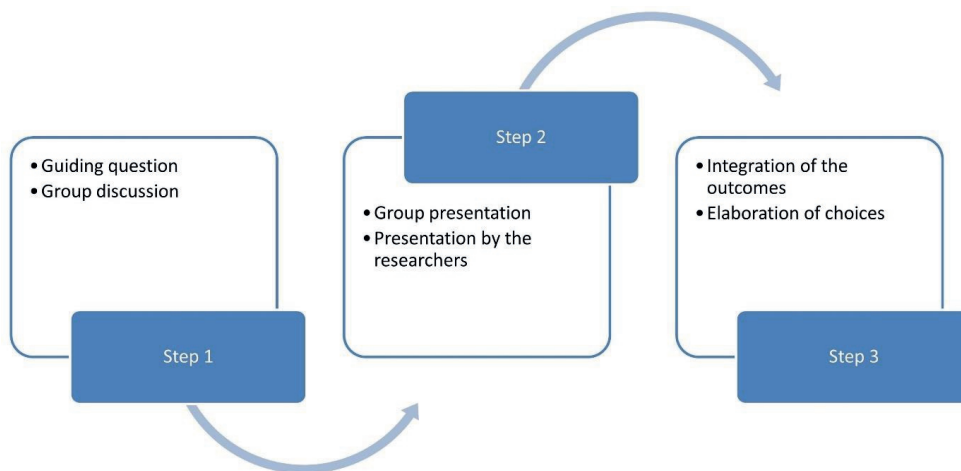 • Guiding question
• Group discussion
Step 1
Step 2
• Group presentation
• Presentation by the
researchers
• Integration of the
outcomes
• Elaboration of choices
Step 3